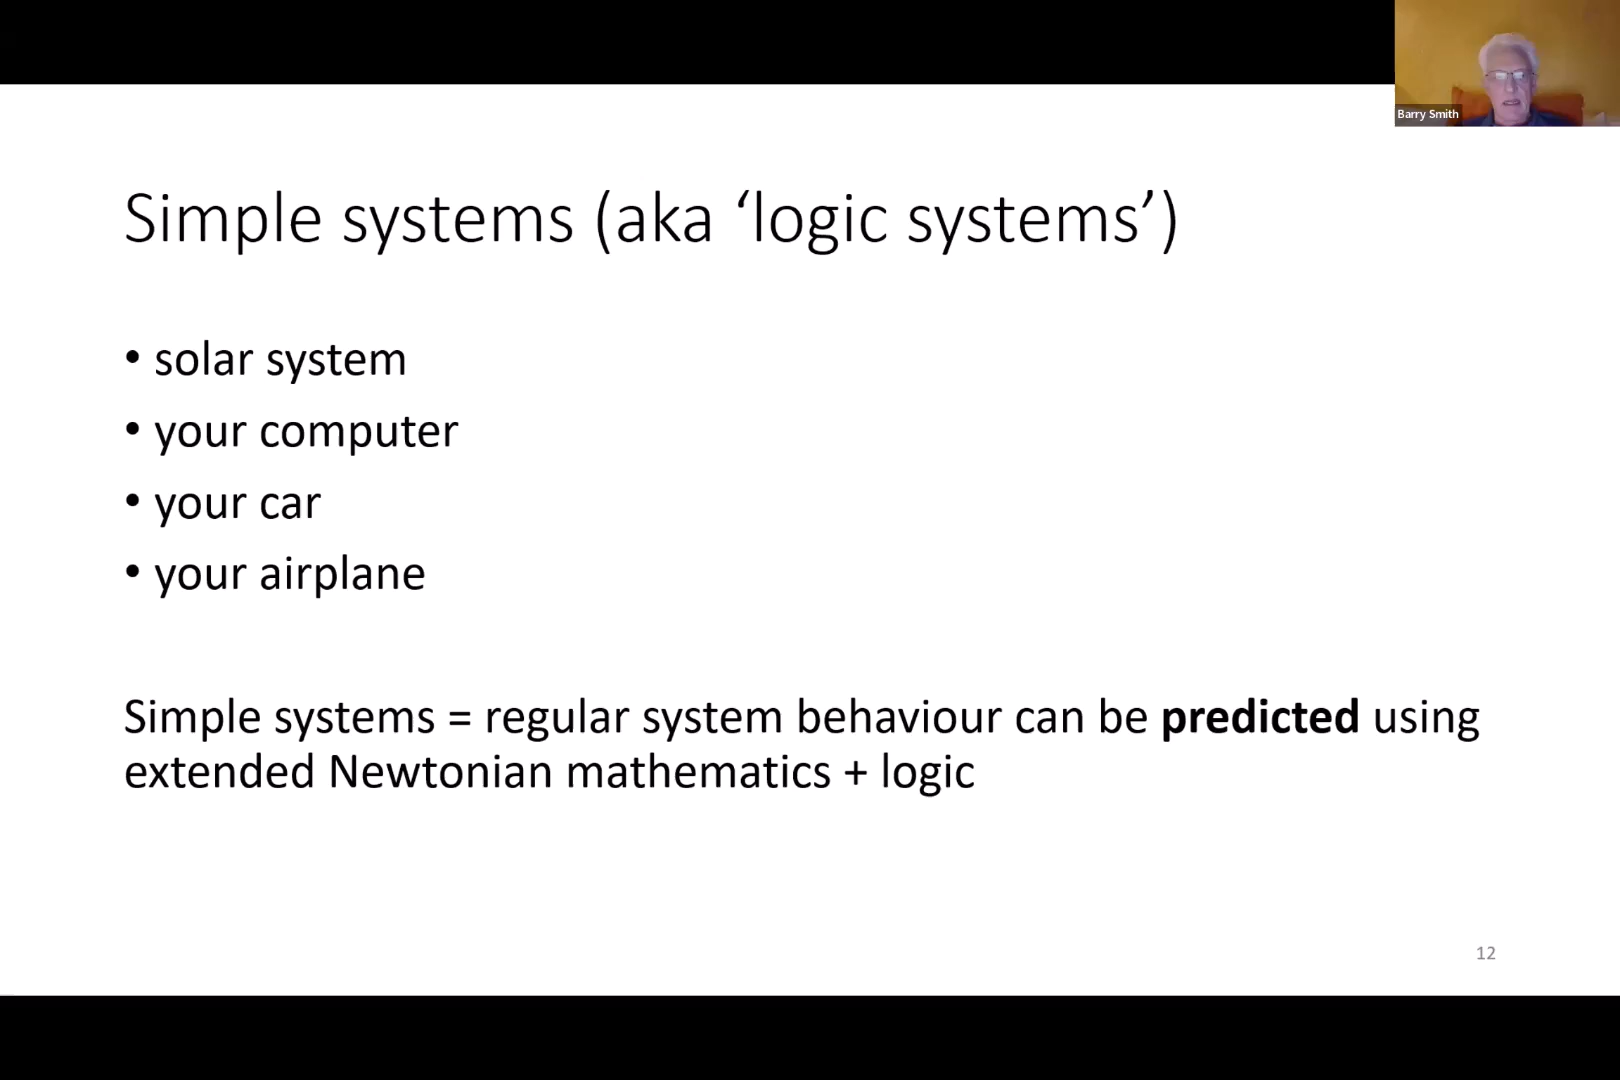 Barry Smith
Simple systems (aka ‘logic systems’)
• solar system
• your computer
• your car
• your airplane
Simple systems = regular system behaviour can be predicted using
extended Newtonian mathematics + logic
12